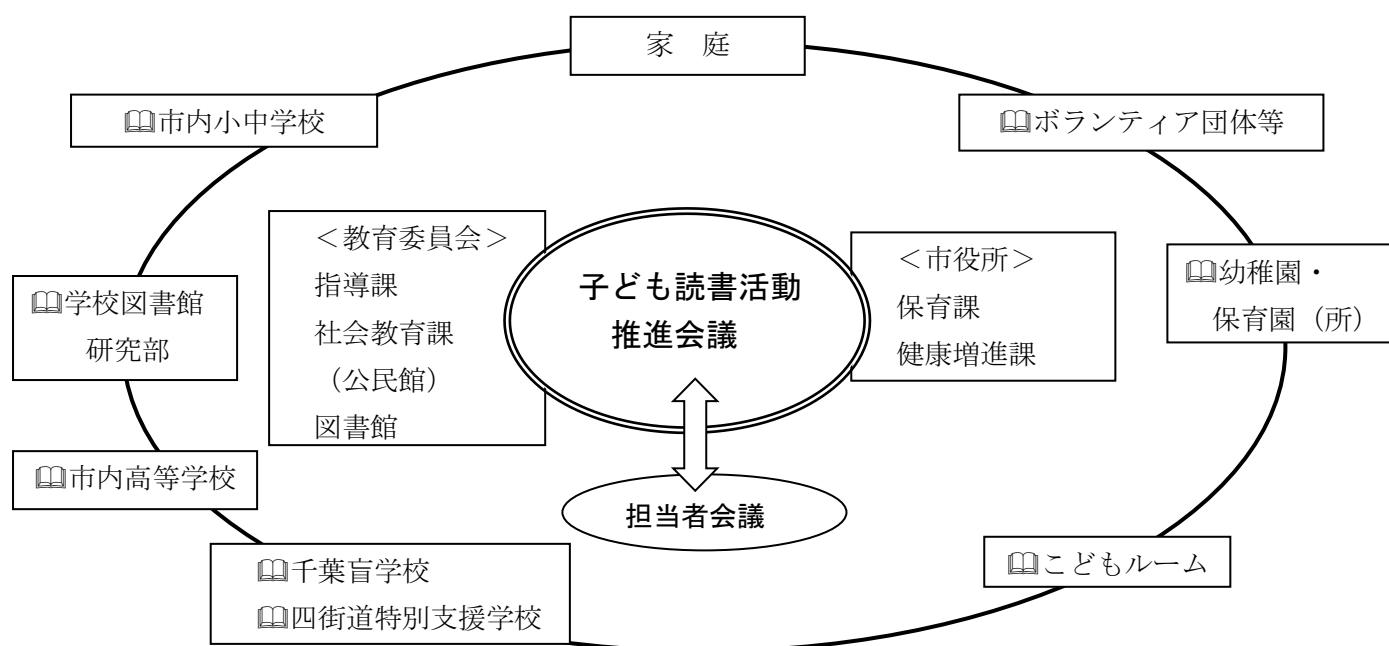 家　庭
🕮市内小中学校
🕮ボランティア団体等
＜教育委員会＞
指導課
社会教育課
（公民館）
図書館
子ども読書活動
推進会議
＜市役所＞
保育課
健康増進課
🕮幼稚園・
保育園（所）
🕮学校図書館
研究部
🕮市内高等学校
担当者会議
🕮千葉盲学校
🕮四街道特別支援学校
🕮こどもルーム